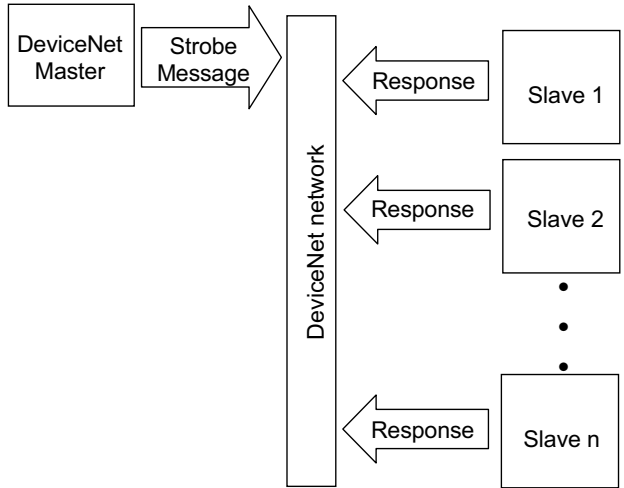 DeviceNet
Master
Strobe
Message
Response
Slave 1
DeviceNet network
Response
Slave 2
Response
Slave n